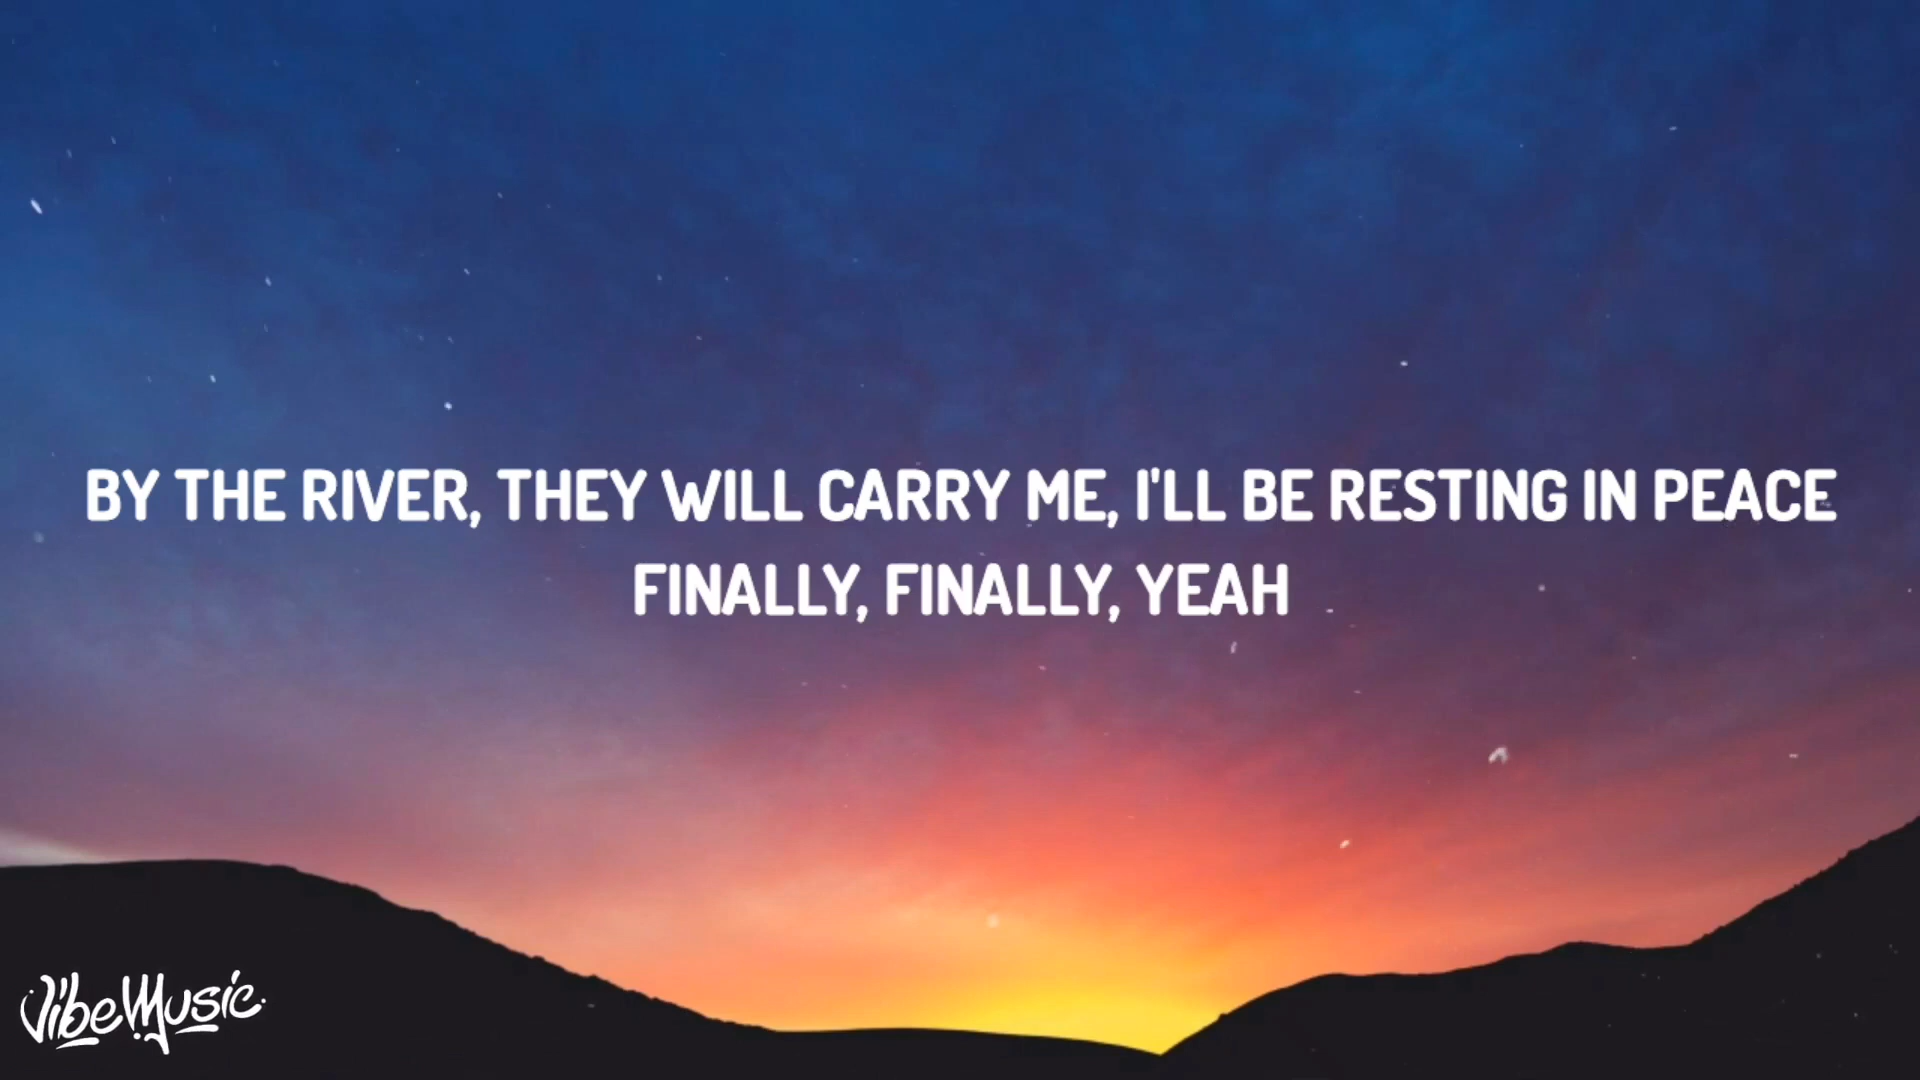 BY THE RIVER, THEY WILL CARRY ME, I'LL BE RESTING IN PEACE
FINALLY, FINALLY, YEAH
VibeMusic